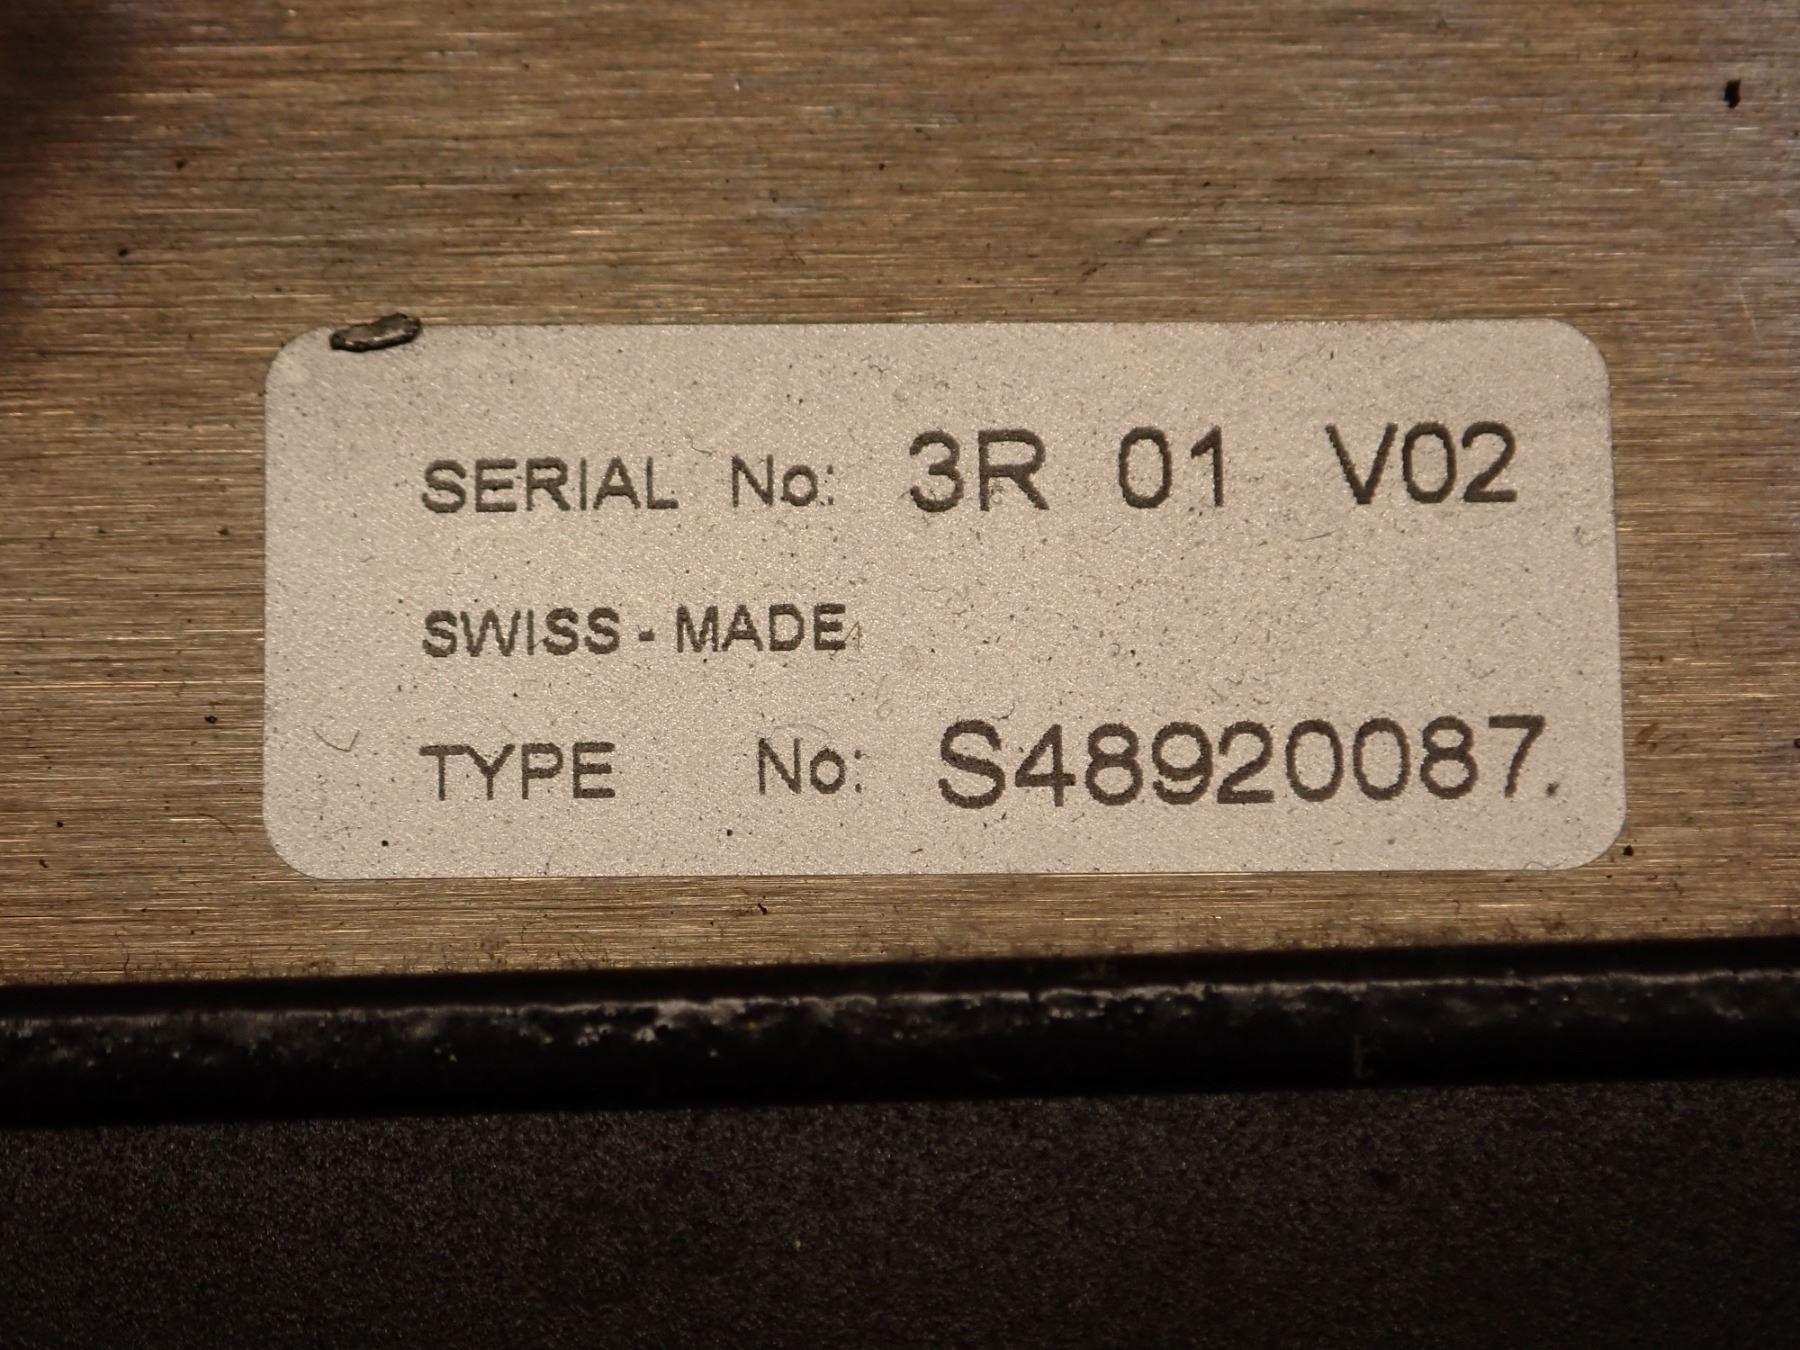 SERIAL No: 3R 01 V02
SWISS - MADE
TYPE No: S48920087.